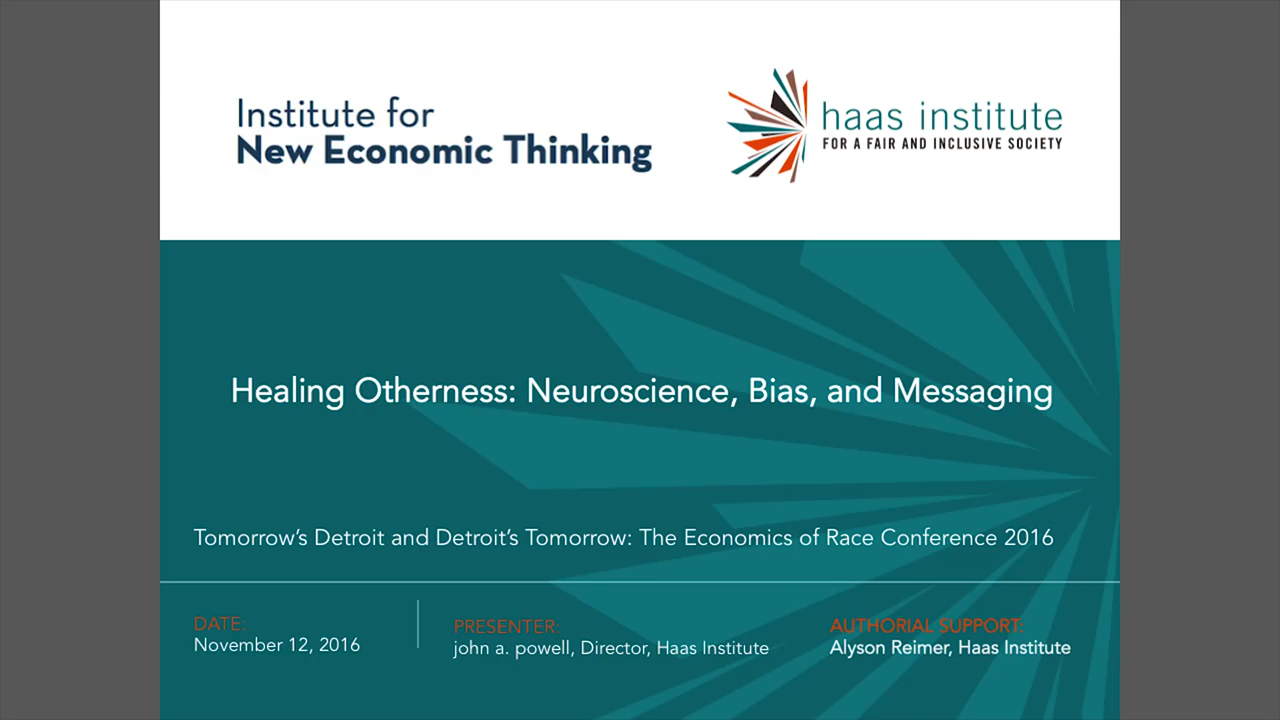 Institute for
New Economic Thinking
haas institute
FOR A FAIR AND INCLUSIVE SOCIETY
Healing Otherness: Neuroscience, Bias, and Messaging
Tomorrow's Detroit and Detroit's Tomorrow: The Economics of Race Conference 2016
DATE:
November 12, 2016
PRESENTER:
john a. powell, Director, Haas Institute
AUTHORIAL SUPPORT:
Alyson Reimer, Haas Institute